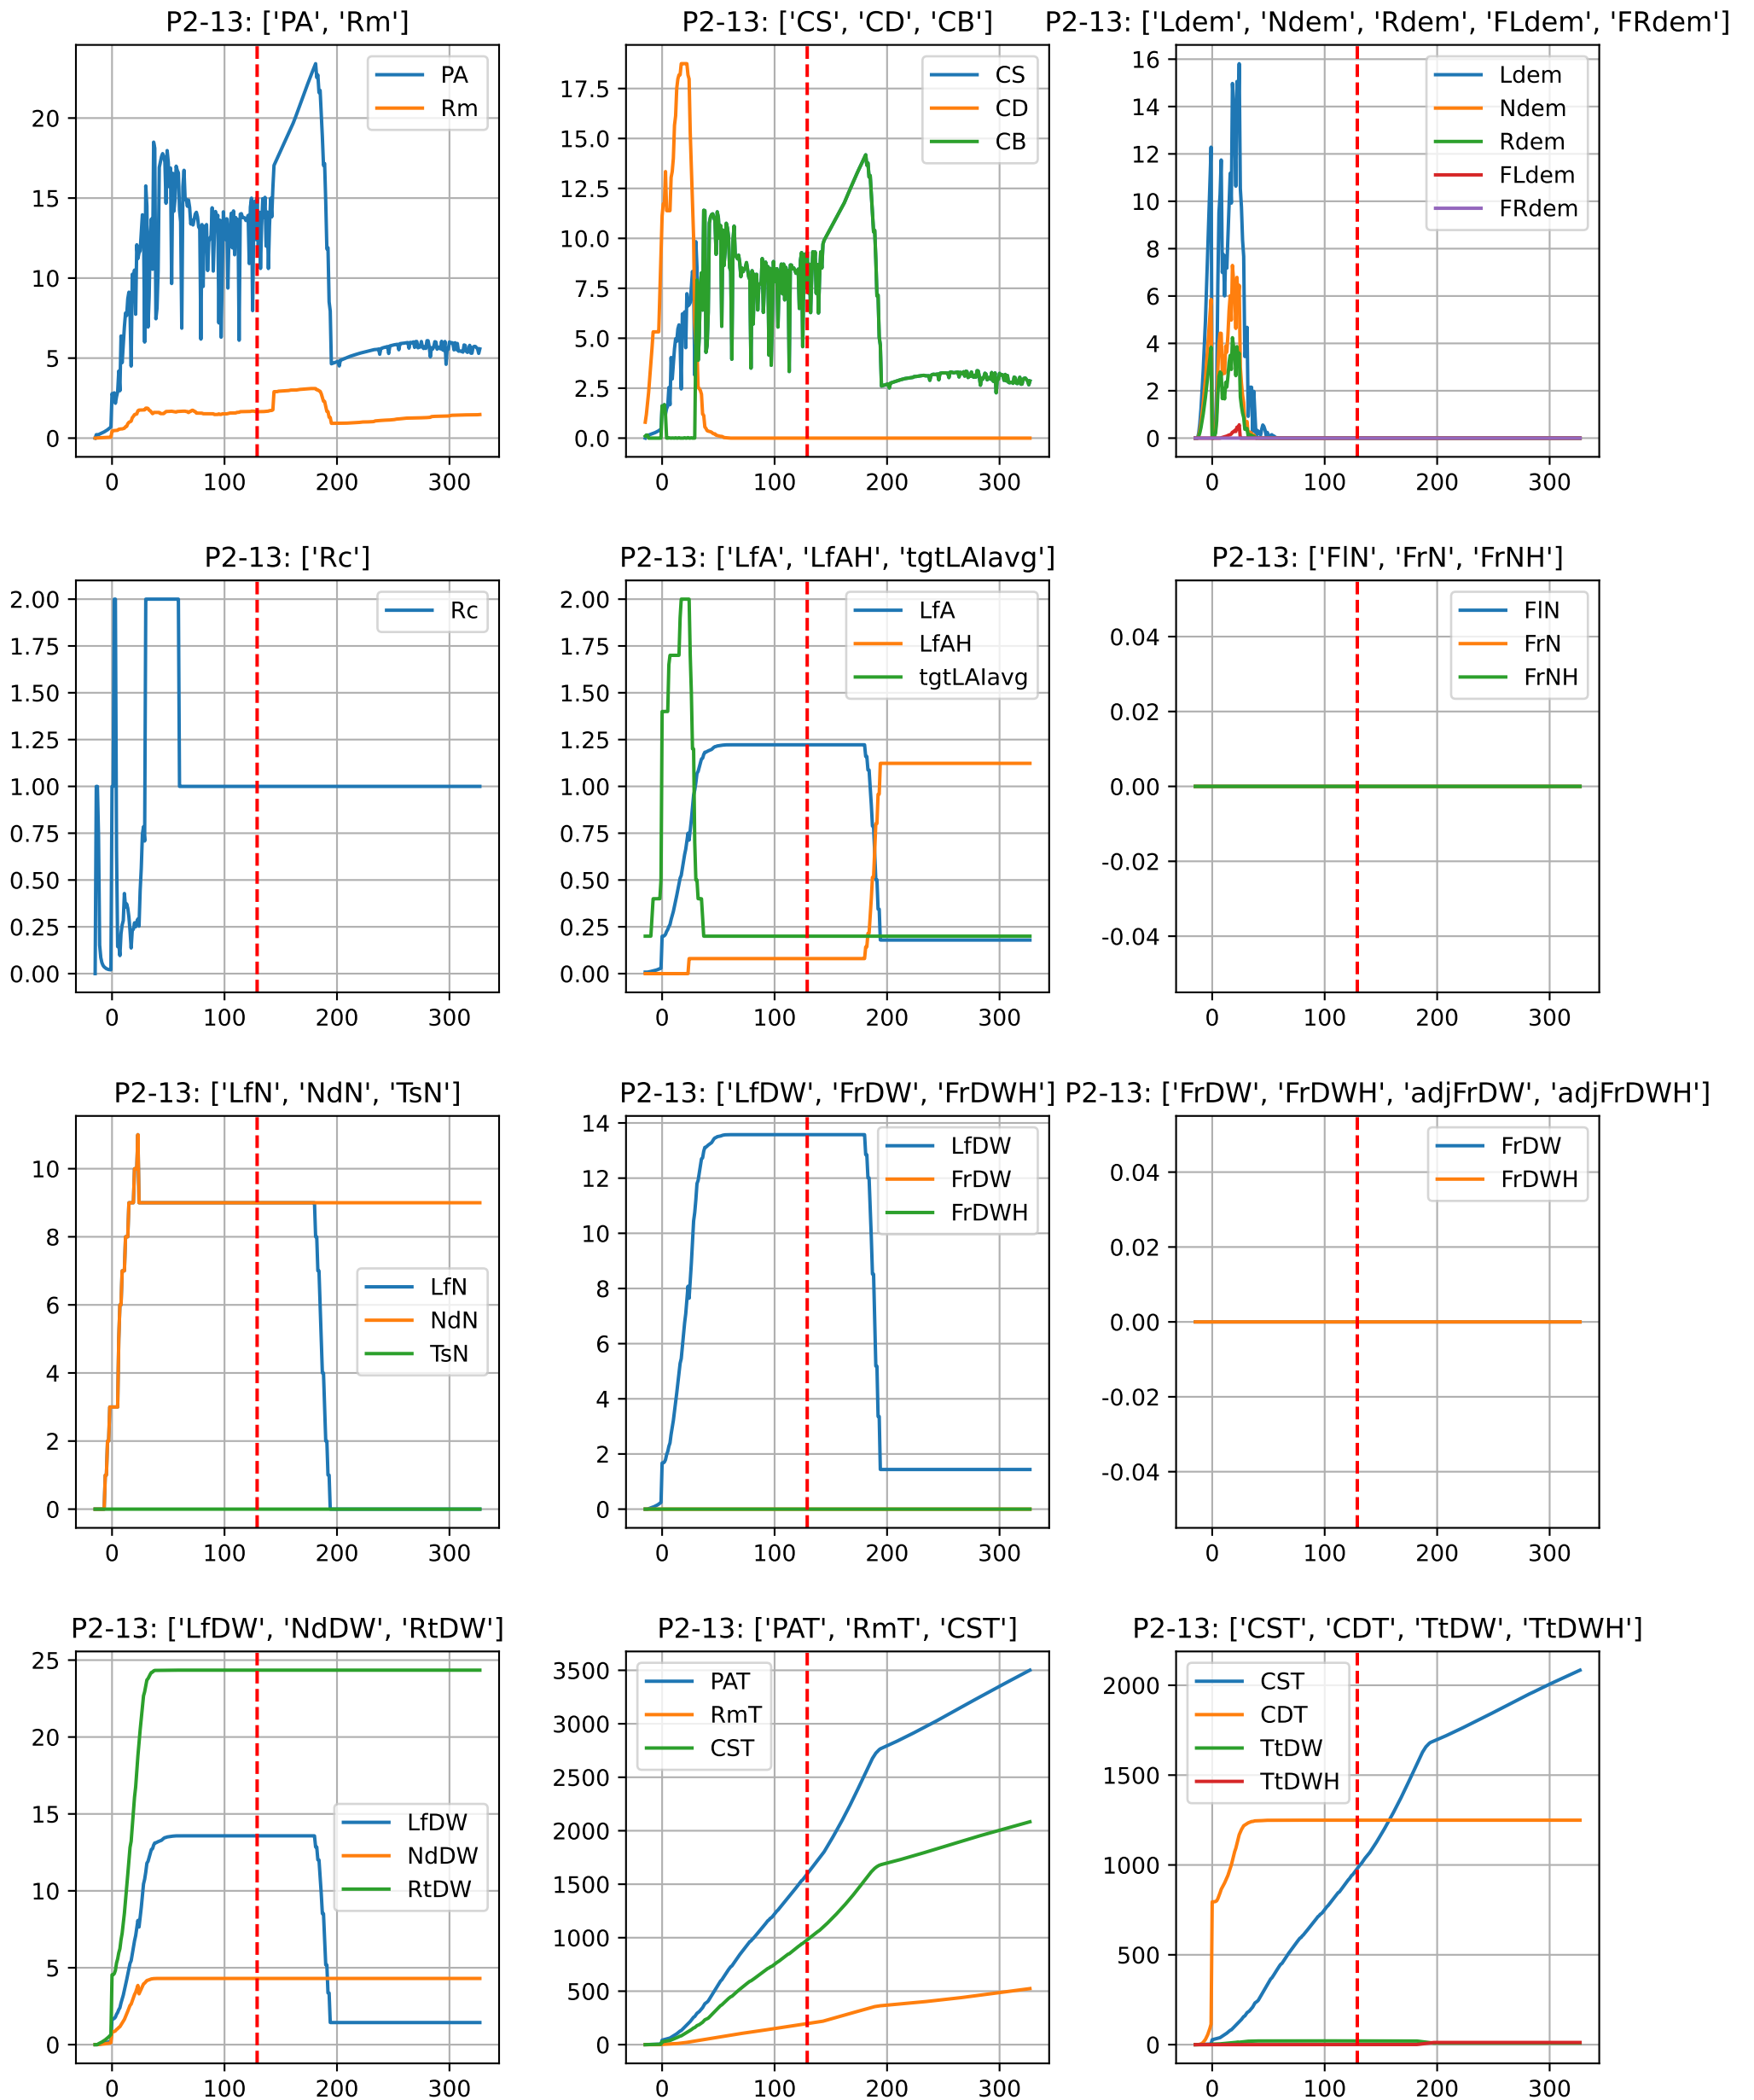 P2-13: ['PA', 'Rm']
20
15
10
5
0
0 100 200 300
PA
Rm
P2-13: ['CS', 'CD', 'CB']
17.5
15.0
12.5
10.0
7.5
5.0
2.5
0.0
0 100 200 300
CS
CD
CB
P2-13: ['Ldem', 'Ndem', 'Rdem', 'FLdem', 'FRdem']
16
14
12
10
8
6
4
2
0
0 100 200 300
Ldem
Ndem
Rdem
FLdem
FRdem
P2-13: ['Rc']
2.00
1.75
1.50
1.25
1.00
0.75
0.50
0.25
0.00
0 100 200 300
Rc
P2-13: ['LfA', 'LfAH', 'tgtLAIavg']
2.00
1.75
1.50
1.25
1.00
0.75
0.50
0.25
0.00
0 100 200 300
LfA
LfAH
tgtLAIavg
P2-13: ['FlN', 'FrN', 'FrNH']
0.04
0.02
0.00
-0.02
-0.04
0 100 200 300
FlN
FrN
FrNH
P2-13: ['LfN', 'NdN', 'TsN']
10
8
6
4
2
0
0 100 200 300
LfN
NdN
TsN
P2-13: ['LfDW', 'FrDW', 'FrDWH']
14
12
10
8
6
4
2
0
0 100 200 300
LfDW
FrDW
FrDWH
P2-13: ['FrDW', 'FrDWH', 'adjFrDW', 'adjFrDWH']
0.04
0.02
0.00
-0.02
-0.04
0 100 200 300
FrDW
FrDWH
P2-13: ['LfDW', 'NdDW', 'RtDW']
25
20
15
10
5
0
0 100 200 300
LfDW
NdDW
RtDW
P2-13: ['PAT', 'RmT', 'CST']
3500
3000
2500
2000
1500
1000
500
0
0 100 200 300
PAT
RmT
CST
P2-13: ['CST', 'CDT', 'TtDW', 'TtDWH']
2000
1500
1000
500
0
0 100 200 300
CST
CDT
TtDW
TtDWH